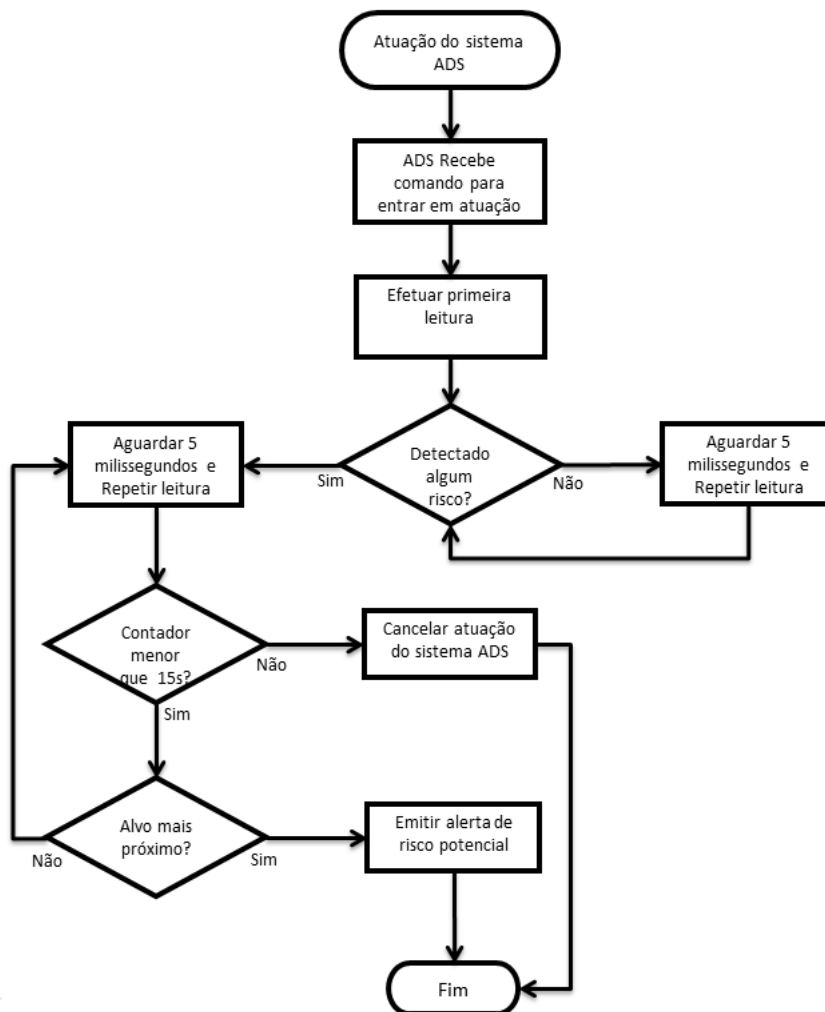 Atuação do sistema
ADS
ADS Recebe
comando para
entrar em atuação
Efetuar primeira
leitura
Detectado
algum
risco?
Sim
Não
Aguardar 5
milissegundos e
Repetir leitura
Aguardar 5
milissegundos e
Repetir leitura
Contador
menor
que 15s?
Não
Sim
Cancelar atuação
do sistema ADS
Alvo mais
próximo?
Não
Sim
Emitir alerta de
risco potencial
Fim